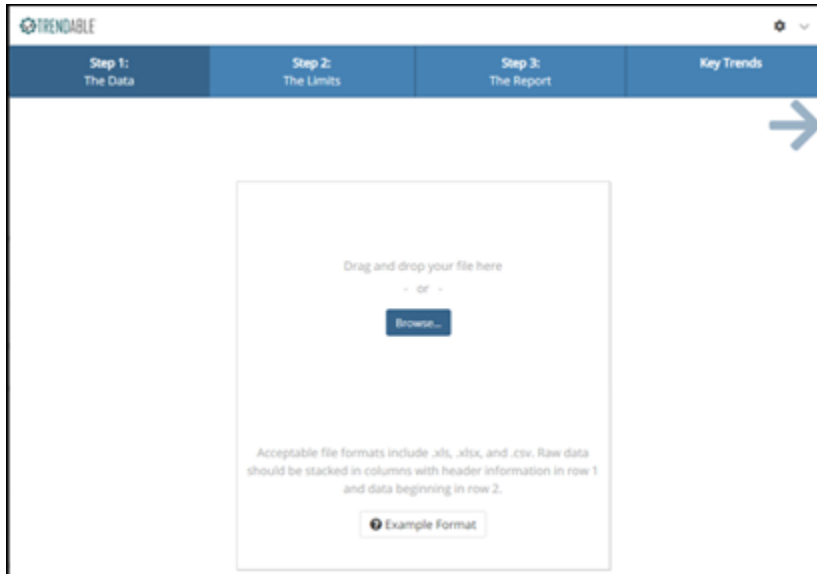 TRENDABLE
Step 1:
The Data
Step 2:
The Limits
Step 3:
The Report
Key Trends
Drag and drop your file here
- or -
Browse...
Acceptable file formats include .xls, .xlsx, and .csv. Raw data
should be stacked in columns with header information in row 1
and data beginning in row 2.
Example Format